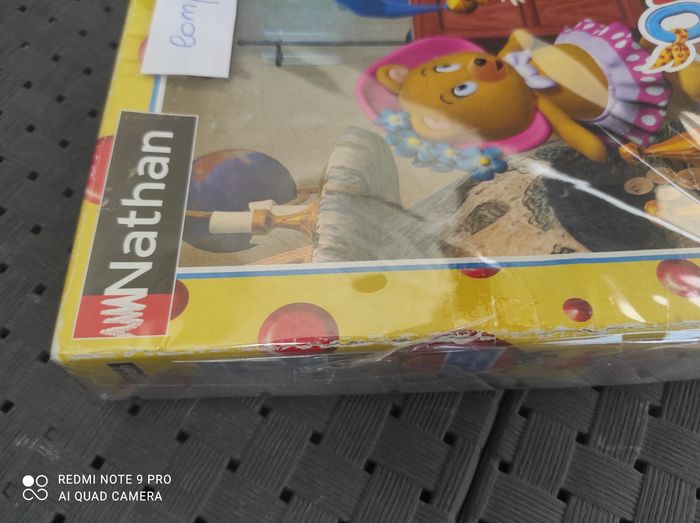 Nathan
REDMI NOTE 9 PRO
AI QUAD CAMERA